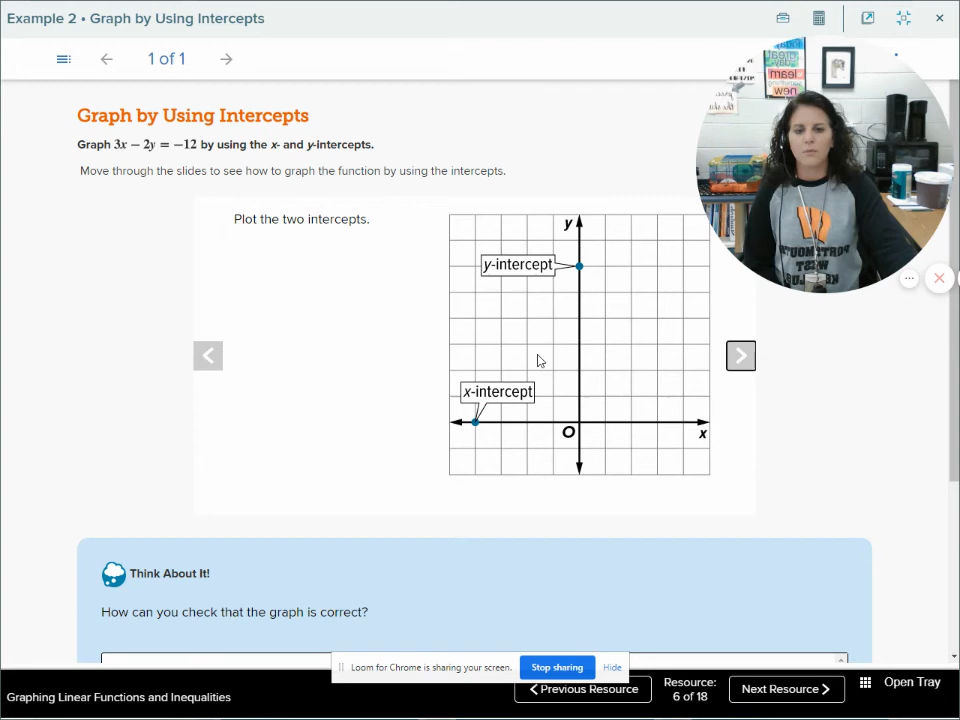 Example 2 • Graph by Using Intercepts
1 of 1
Graph by Using Intercepts
Graph 3x − 2y = −12 by using the x- and y-intercepts.
Move through the slides to see how to graph the function by using the intercepts.
Plot the two intercepts.
y
y-intercept
x-intercept
O
x
learn
new
WEST
Think About It!
How can you check that the graph is correct?
Loom for Chrome is sharing your screen.
Stop sharing
Hide
Graphing Linear Functions and Inequalities
Previous Resource
Resource:
6 of 18
Next Resource
Open Tray